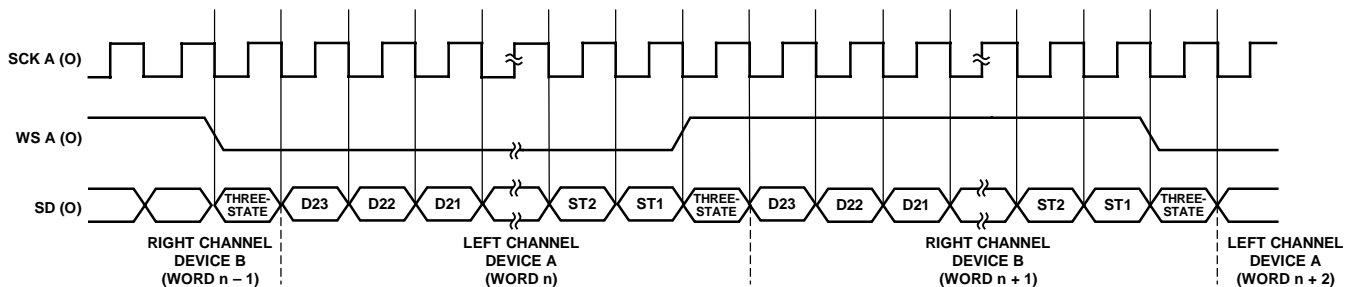 SCK A (O)
WS A (O)
SD (O)
THREE-
STATE
D23
D22
D21
ST2
ST1
THREE-
STATE
D23
D22
D21
ST2
ST1
THREE-
STATE
RIGHT CHANNEL
DEVICE B
(WORD n – 1)
LEFT CHANNEL
DEVICE A
(WORD n)
RIGHT CHANNEL
DEVICE B
(WORD n + 1)
LEFT CHANNEL
DEVICE A
(WORD n + 2)